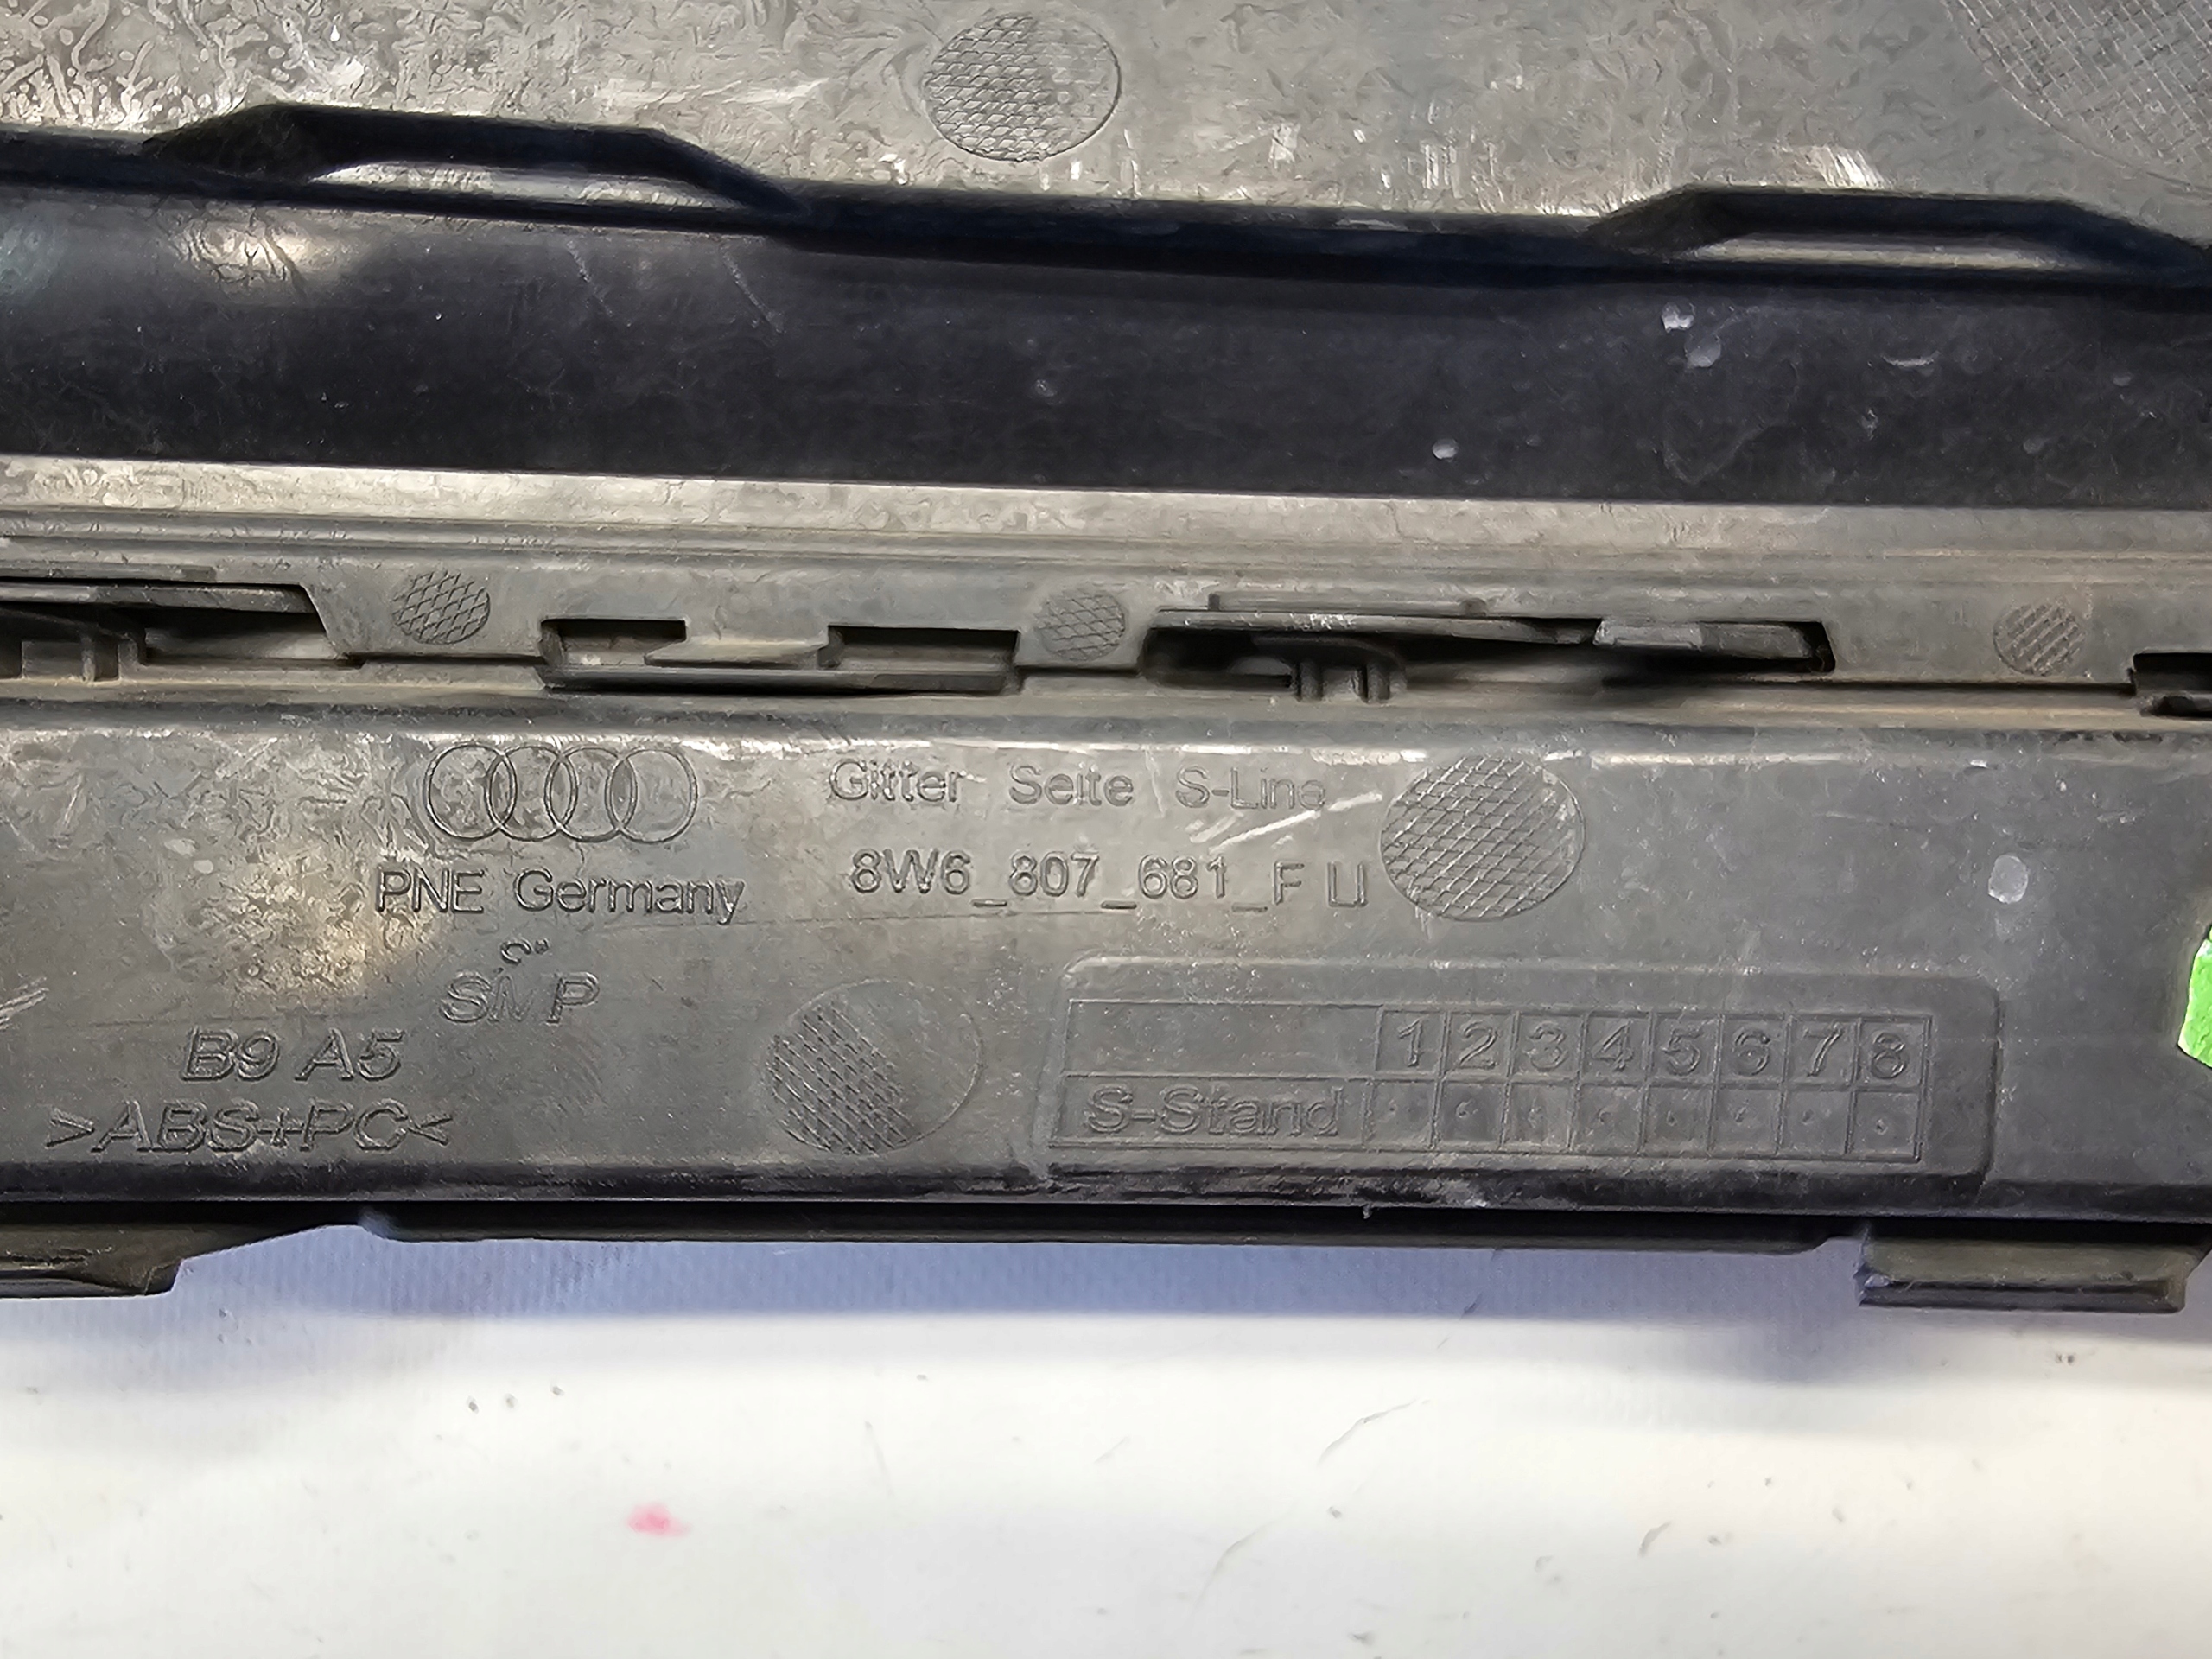 Gitter Seite S-Line
8W6_807_681_F LI
PNE Germany
SMP
B9 A5
>ABS+PC<
1 2 3 4 5 6 7 8
S-Stand